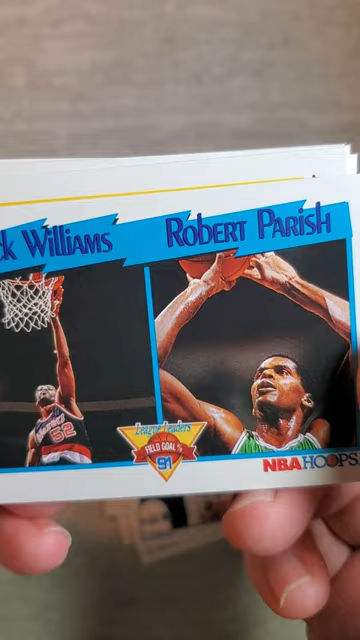 ck Williams
Robert Parish
52
League Leaders
FIELD GOAL %
91
NBA HOOPS